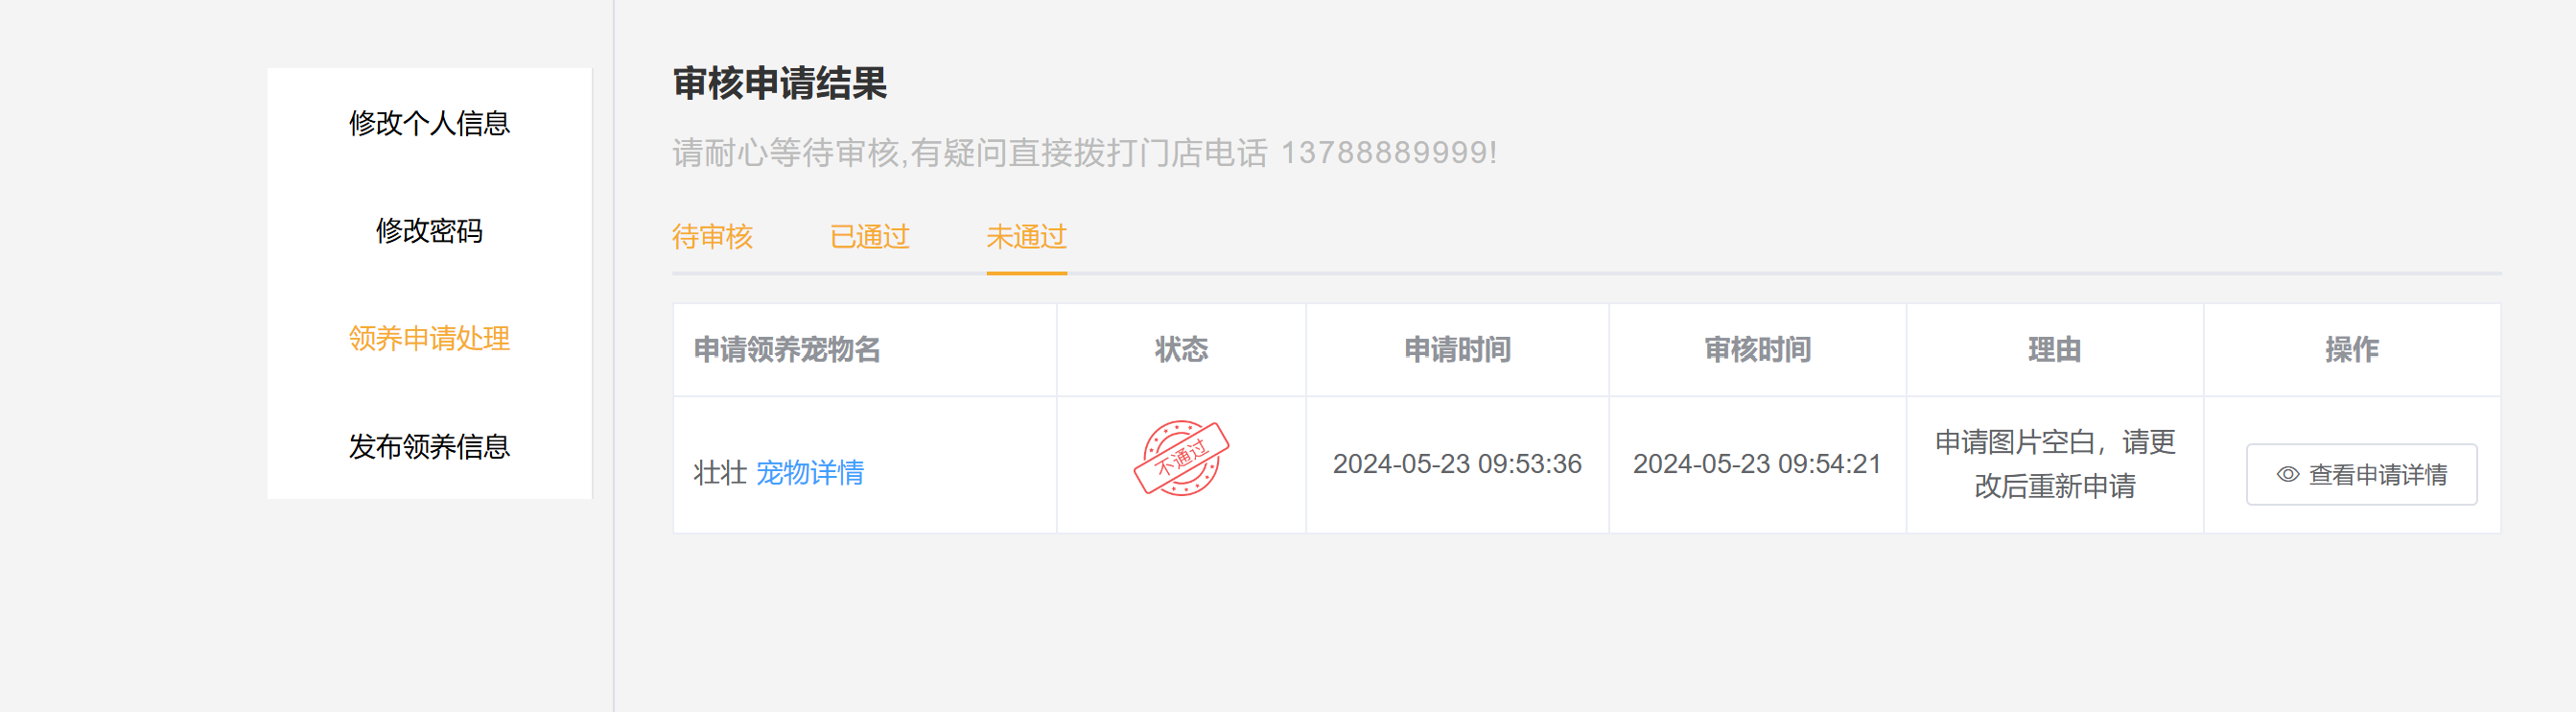 修改个人信息
修改密码
领养申请处理
发布领养信息
审核申请结果
请耐心等待审核,有疑问直接拨打门店电话 13788889999!
待审核 已通过 未通过
申请领养宠物名 状态 申请时间 审核时间 理由 操作
壮壮 宠物详情
不通过
2024-05-23 09:53:36
2024-05-23 09:54:21
申请图片空白，请更
改后重新申请
查看申请详情